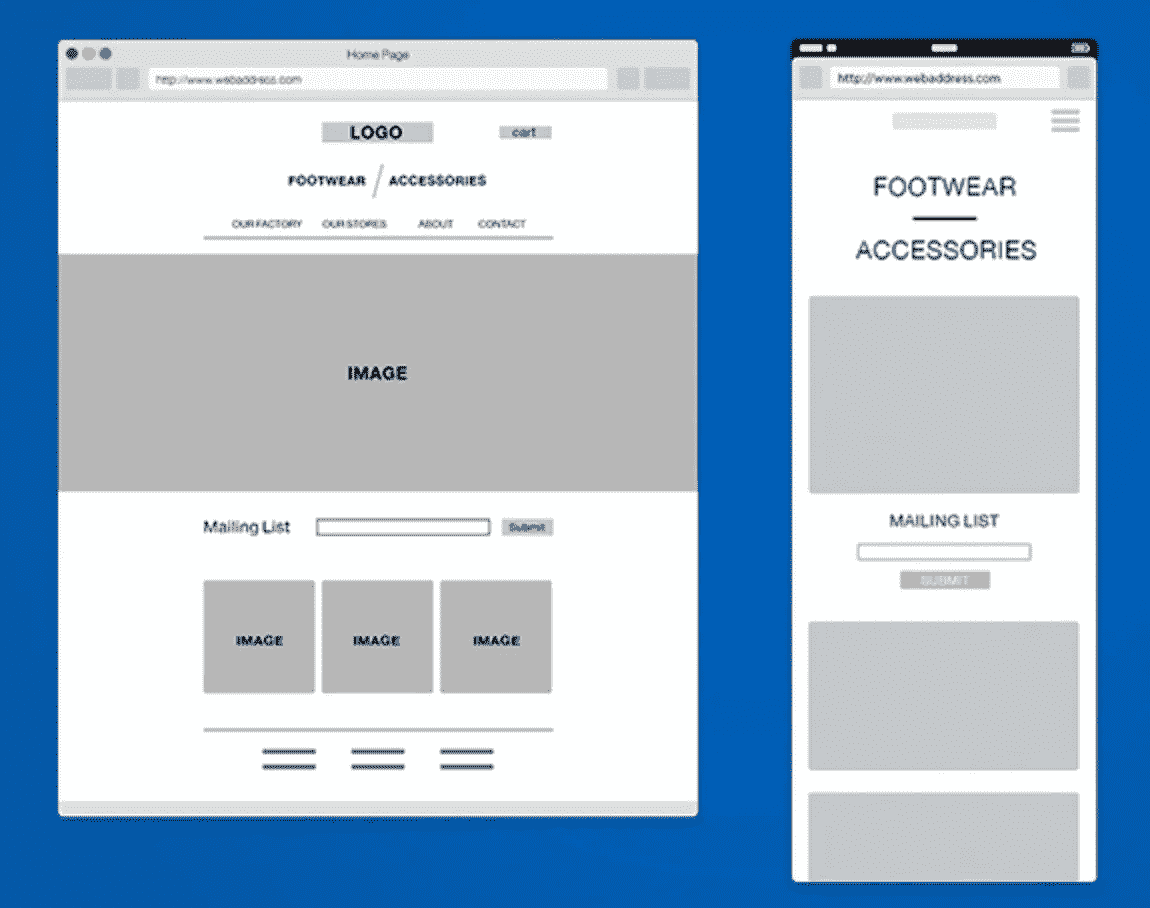 Home Page
http://www.webaddress.com
LOGO
cart
FOOTWEAR / ACCESSORIES
OUR FACTORY OUR STORES ABOUT CONTACT
IMAGE
Mailing List Submit
IMAGE IMAGE IMAGE
http://www.webaddress.com
FOOTWEAR
ACCESSORIES
MAILING LIST
SUBMIT